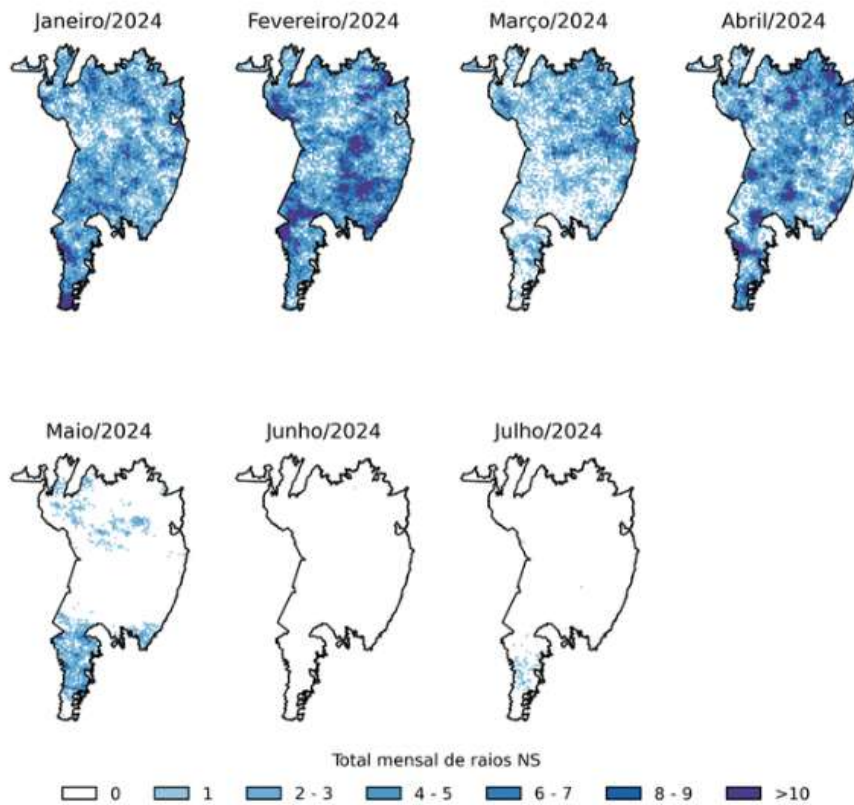 Janeiro/2024 Fevereiro/2024 Março/2024 Abril/2024
Maio/2024 Junho/2024 Julho/2024
Total mensal de raios NS
0 1 2 - 3 4 - 5 6 - 7 8 - 9 >10